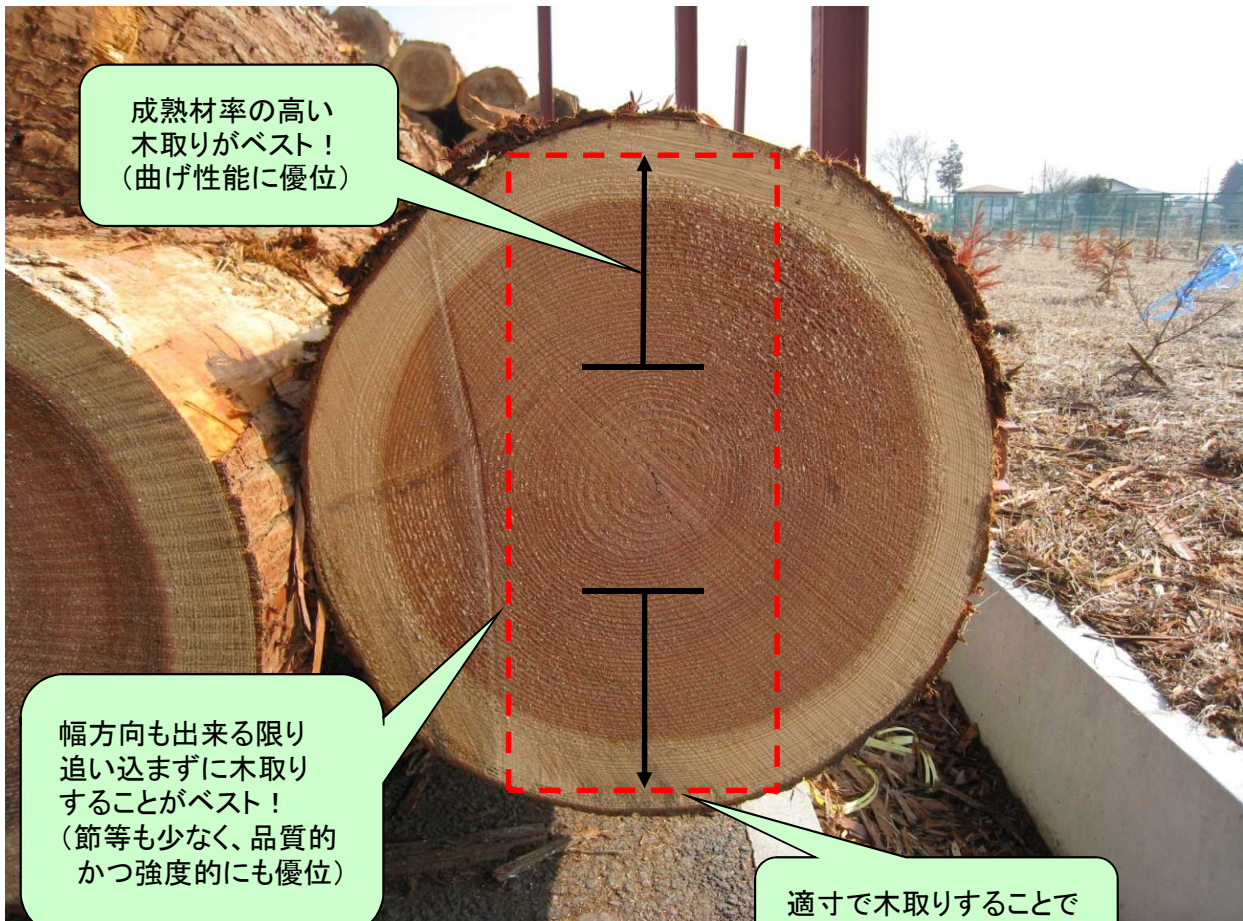 成熟材率の高い
木取りがベスト！
（曲げ性能に優位）
幅方向も出来る限り
追い込まずに木取り
することがベスト！
（節等も少なく、品質的
かつ強度的にも優位）
適寸で木取りすることで